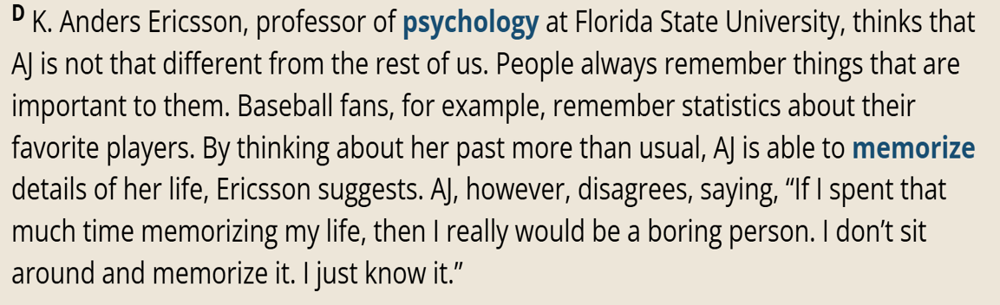 D K. Anders Ericsson, professor of psychology at Florida State University, thinks that
AJ is not that different from the rest of us. People always remember things that are
important to them. Baseball fans, for example, remember statistics about their
favorite players. By thinking about her past more than usual, AJ is able to memorize
details of her life, Ericsson suggests. AJ, however, disagrees, saying, “If I spent that
much time memorizing my life, then I really would be a boring person. I don’t sit
around and memorize it. I just know it.”